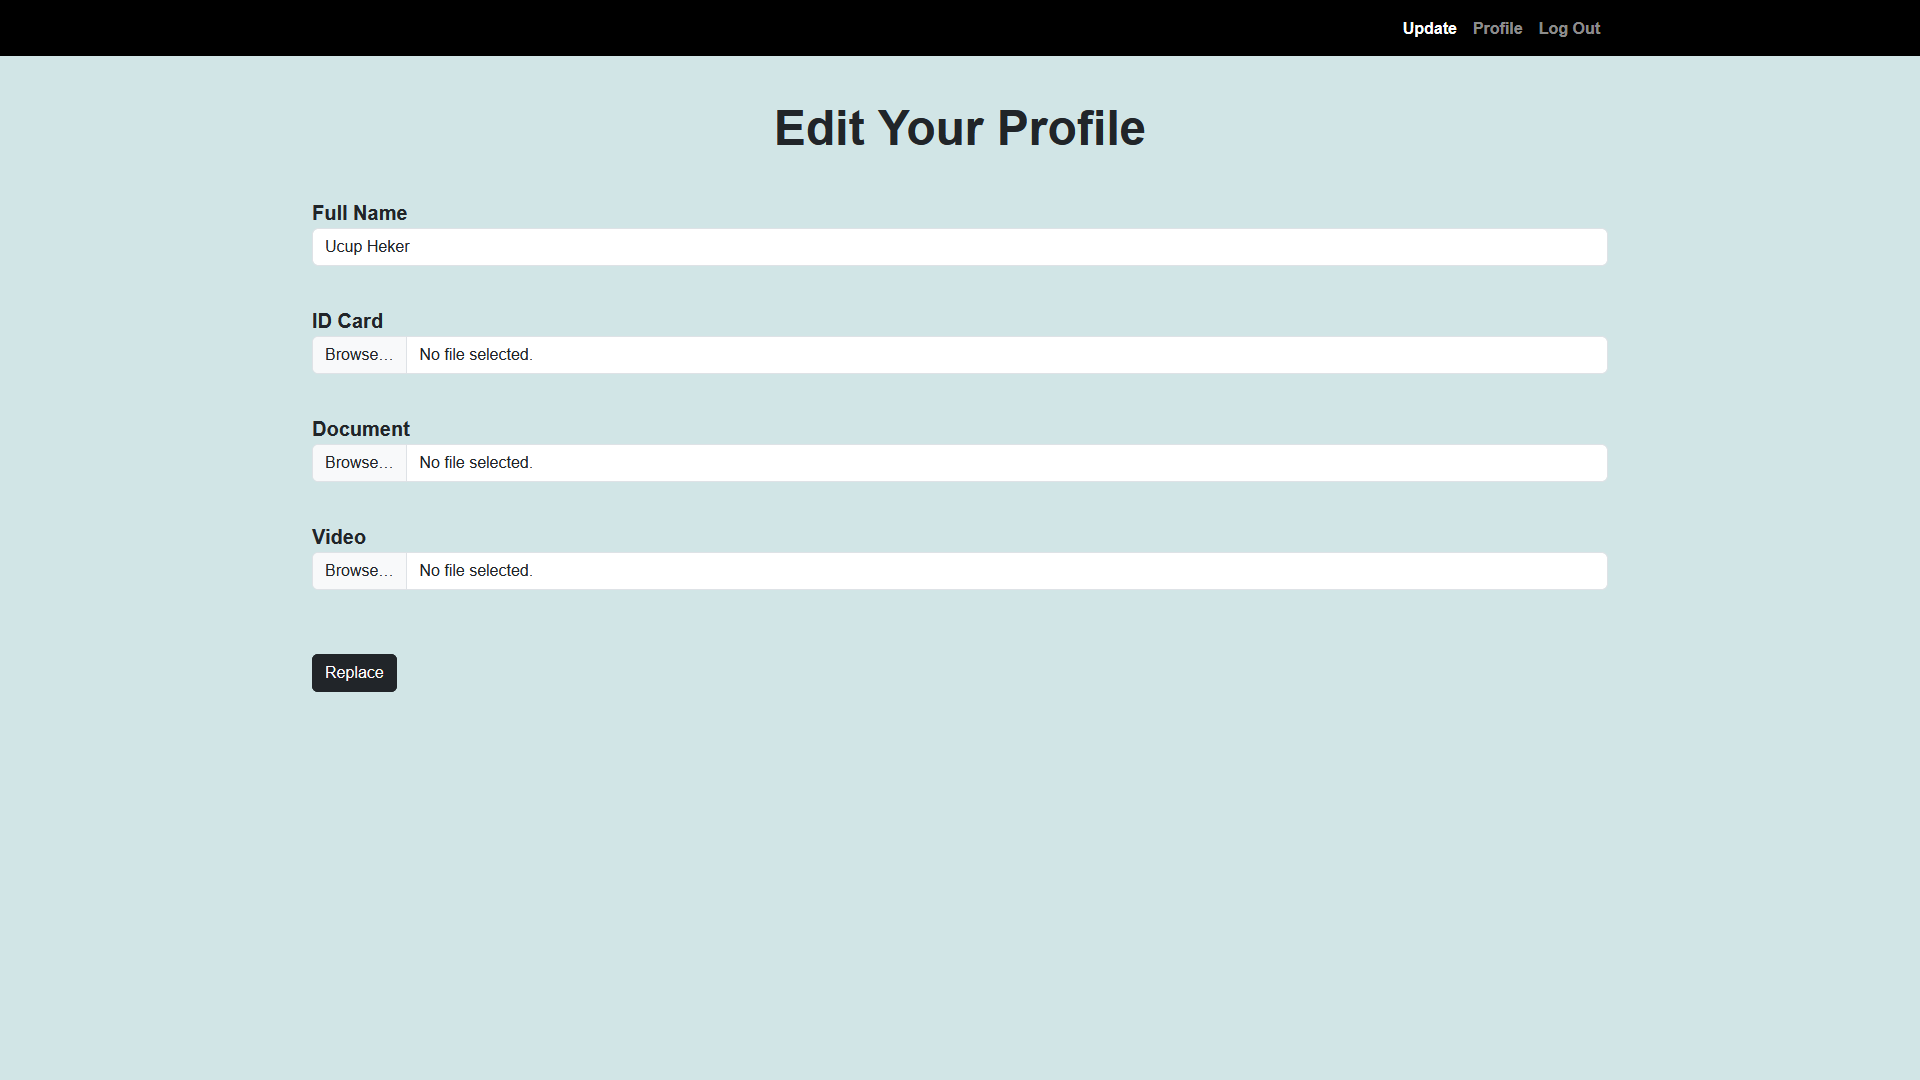 Update Profile Log Out
Edit Your Profile
Full Name
Ucup Heker
ID Card
Browse... No file selected.
Document
Browse... No file selected.
Video
Browse... No file selected.
Replace